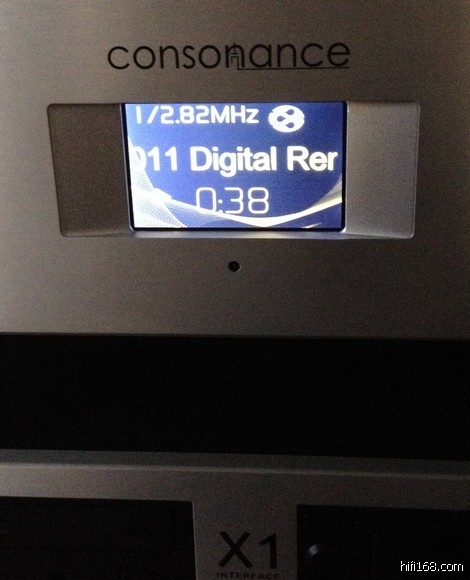 consonance
1/2.82MHz
011 Digital Rer
0:38
X1
INTERFACE
hifi168.com